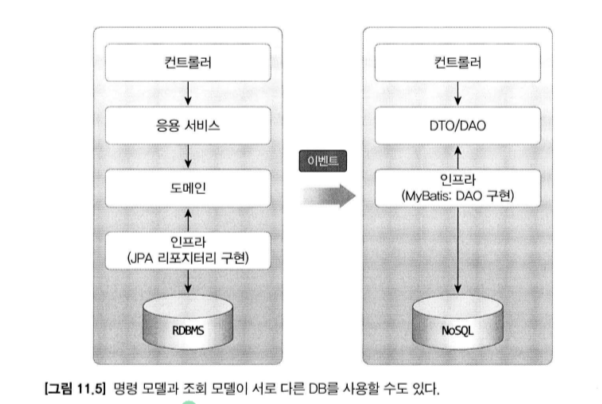 컨트롤러
응용 서비스
도메인
인프라
(JPA 리포지터리 구현)
RDBMS
이벤트
컨트롤러
DTO/DAO
인프라
(MyBatis: DAO 구현)
NoSQL
[그림 11.5] 명령 모델과 조회 모델이 서로 다른 DB를 사용할 수도 있다.